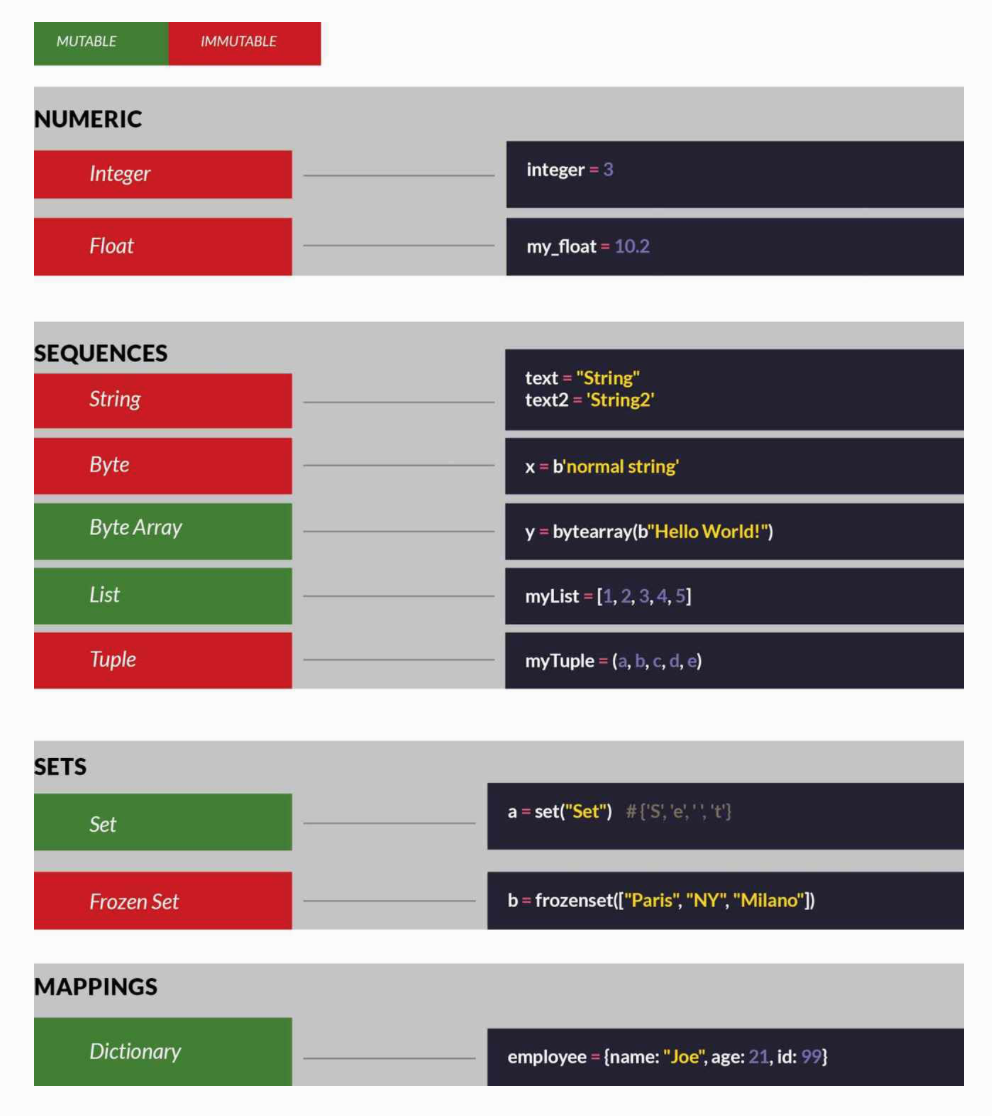 MUTABLE IMMUTABLE
NUMERIC
Integer integer = 3
Float my_float = 10.2
SEQUENCES
String text = "String"
text2 = 'String2'
Byte x = b'normal string'
Byte Array y = bytearray(b"Hello World!")
List myList = [1, 2, 3, 4, 5]
Tuple myTuple = (a, b, c, d, e)
SETS
Set a = set("Set") #{'S', 'e', ' ', 't'}
Frozen Set b = frozenset(["Paris", "NY", "Milano"])
MAPPINGS
Dictionary employee = {name: "Joe", age: 21, id: 99}